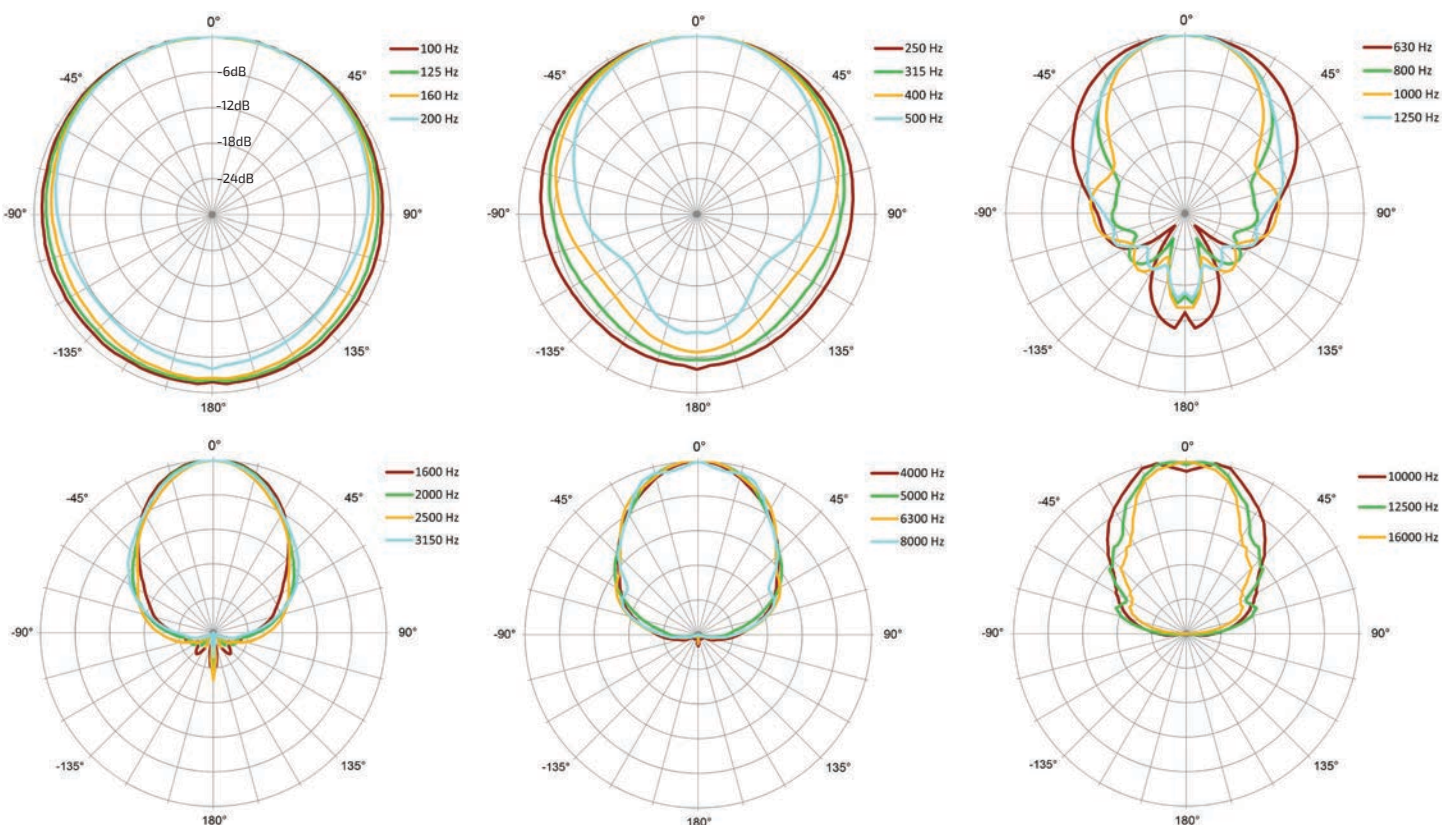 0°
-45°
45°
-6dB
-12dB
-18dB
-24dB
-90°
90°
-135°
135°
180°
100 Hz
125 Hz
160 Hz
200 Hz
0°
-45°
45°
-90°
90°
-135°
135°
180°
250 Hz
315 Hz
400 Hz
500 Hz
0°
-45°
45°
-90°
90°
-135°
135°
180°
630 Hz
800 Hz
1000 Hz
1250 Hz
0°
-45°
45°
-90°
90°
-135°
135°
180°
1600 Hz
2000 Hz
2500 Hz
3150 Hz
0°
-45°
45°
-90°
90°
-135°
135°
180°
4000 Hz
5000 Hz
6300 Hz
8000 Hz
0°
-45°
45°
-90°
90°
-135°
135°
180°
10000 Hz
12500 Hz
16000 Hz